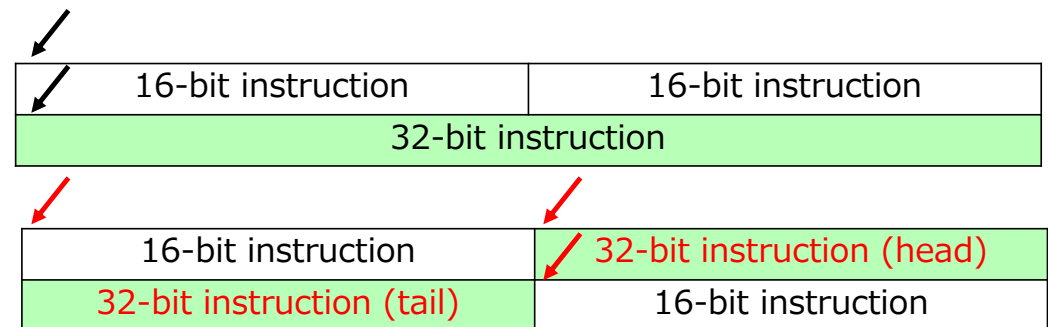 16-bit instruction 16-bit instruction
32-bit instruction
16-bit instruction 32-bit instruction (head)
32-bit instruction (tail) 16-bit instruction